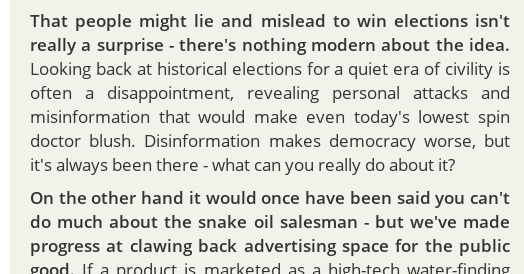 That people might lie and mislead to win elections isn't
really a surprise - there's nothing modern about the idea.
Looking back at historical elections for a quiet era of civility is
often a disappointment, revealing personal attacks and
misinformation that would make even today's lowest spin
doctor blush. Disinformation makes democracy worse, but
it's always been there - what can you really do about it?
On the other hand it would once have been said you can't
do much about the snake oil salesman - but we've made
progress at clawing back advertising space for the public
good. If a product is marketed as a high-tech water-finding